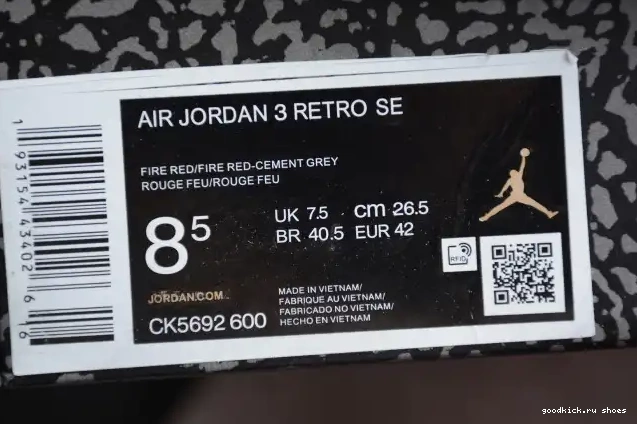 AIR JORDAN 3 RETRO SE
FIRE RED/FIRE RED-CEMENT GREY
ROUGE FEU/ROUGE FEU
8⁵
UK 7.5 cm 26.5
BR 40.5 EUR 42
RFID
JORDAN.COM
CK5692 600
MADE IN VIETNAM/
FABRIQUE AU VIETNAM/
FABRICADO NO VIETNAM/
HECHO EN VIETNAM
1 93154 43402 6 16
goodkick.ru shoes